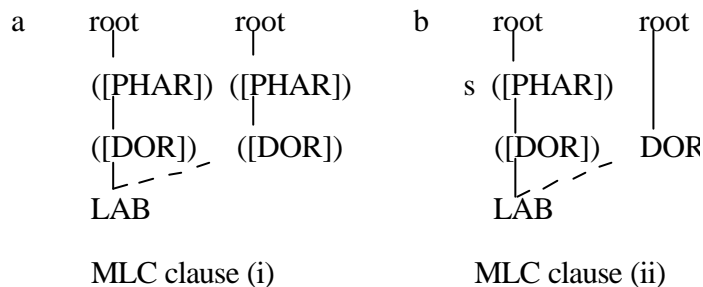 a root root b root root
([PHAR]) ([PHAR]) s ([PHAR])
([DOR]) ([DOR]) ([DOR]) DOR
LAB LAB
MLC clause (i) MLC clause (ii)